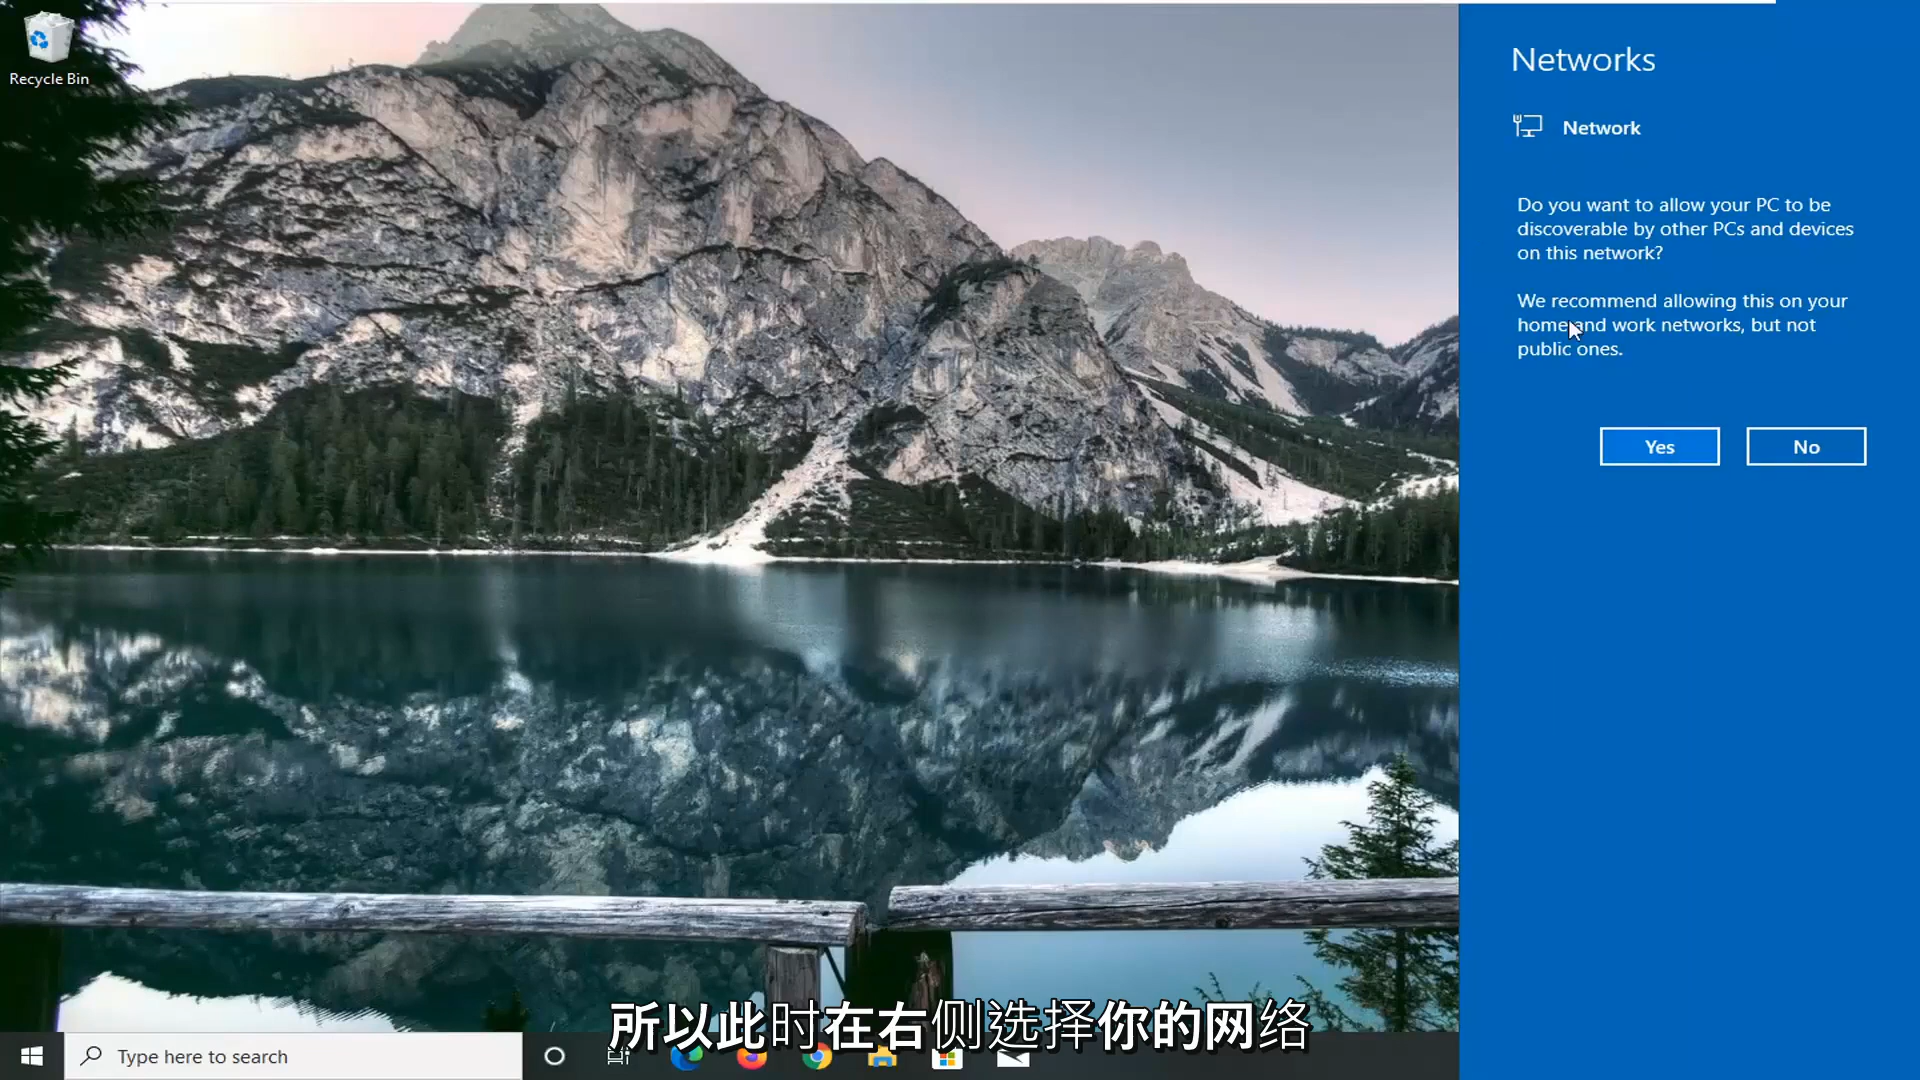 Recycle Bin
Networks
Network
Do you want to allow your PC to be
discoverable by other PCs and devices
on this network?
We recommend allowing this on your
home and work networks, but not
public ones.
Yes
No
所以此时在右侧选择你的网络
Type here to search